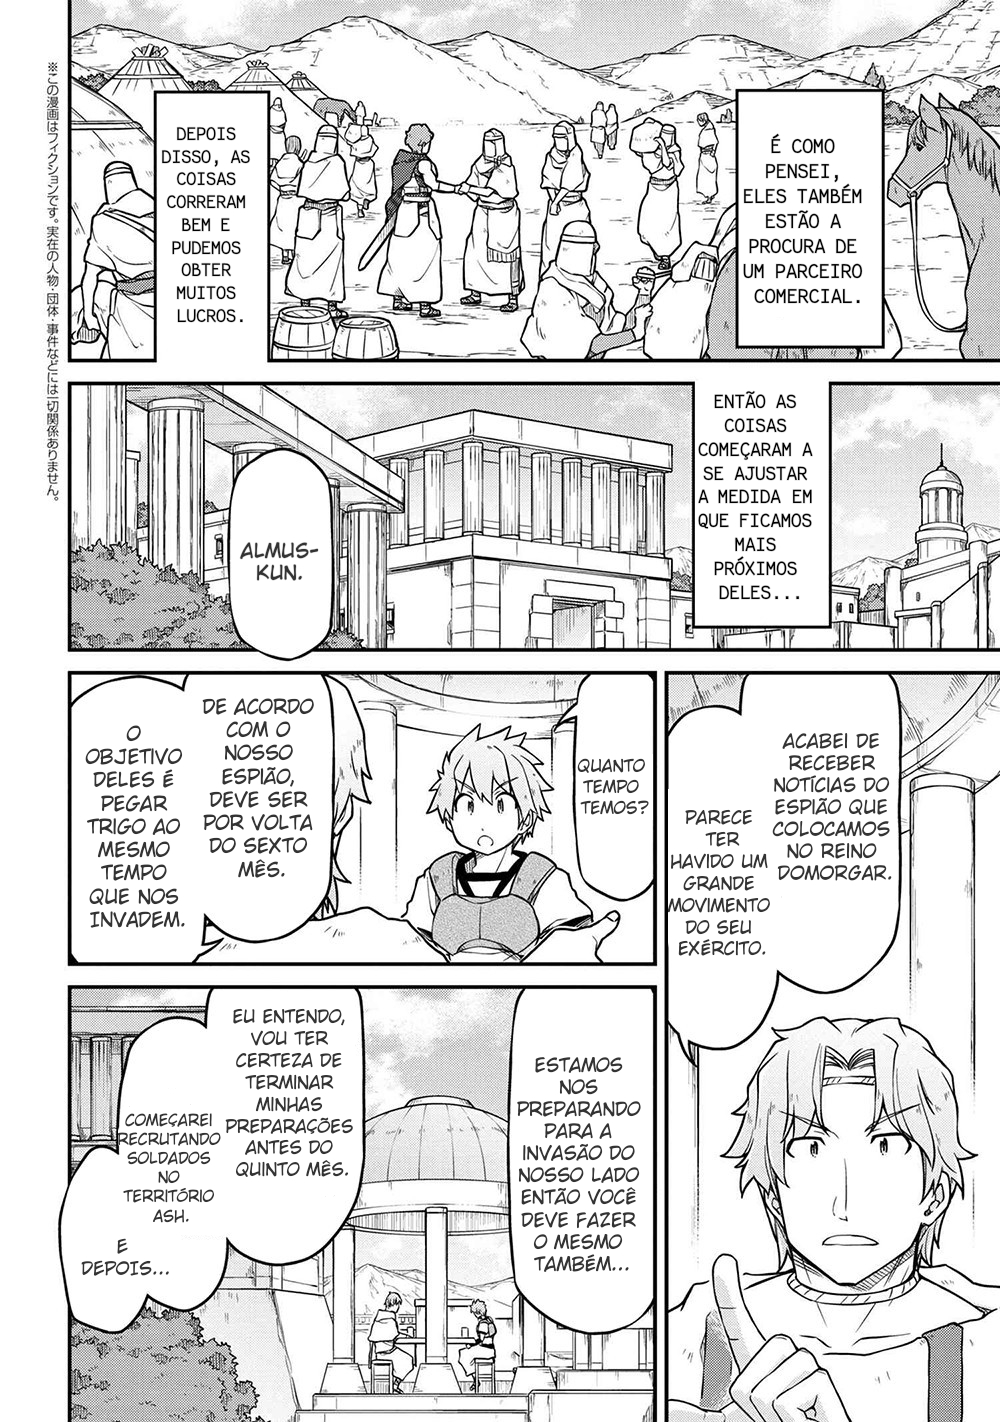 É COMO
PENSEI,
ELES TAMBÉM
ESTÃO A
PROCURA DE
UM PARCEIRO
COMERCIAL.
DEPOIS
DISSO, AS
COISAS
CORRERAM
BEM E
PUDEMOS
OBTER
MUITOS
LUCROS.
※この漫画はフィクションです。実在の人物・団体・事件などには一切関係ありません。
ENTÃO AS
COISAS
COMEÇARAM A
SE AJUSTAR
A MEDIDA EM
QUE FICAMOS
MAIS
PRÓXIMOS
DELES...
ALMUS-
KUN.
ACABEI DE
RECEBER
NOTÍCIAS DO
ESPIÃO QUE
COLOCAMOS
NO REINO
DOMORGAR.
PARECE
TER
HAVIDO UM
GRANDE
MOVIMENTO
DO SEU
EXÉRCITO.
QUANTO
TEMPO
TEMOS?
DE ACORDO
COM O
NOSSO
ESPIÃO,
DEVE SER
POR VOLTA
DO SEXTO
MÊS.
O
OBJETIVO
DELES É
PEGAR
TRIGO AO
MESMO
TEMPO
QUE NOS
INVADEM.
ESTAMOS
NOS
PREPARANDO
PARA A
INVASÃO DO
NOSSO LADO
ENTÃO VOCÊ
DEVE FAZER
O MESMO
TAMBÉM...
EU ENTENDO,
VOU TER
CERTEZA DE
TERMINAR
MINHAS
PREPARAÇÕES
ANTES DO
QUINTO MÊS.
COMEÇAREI
RECRUTANDO
SOLDADOS
NO
TERRITÓRIO
ASH.
E
DEPOIS...